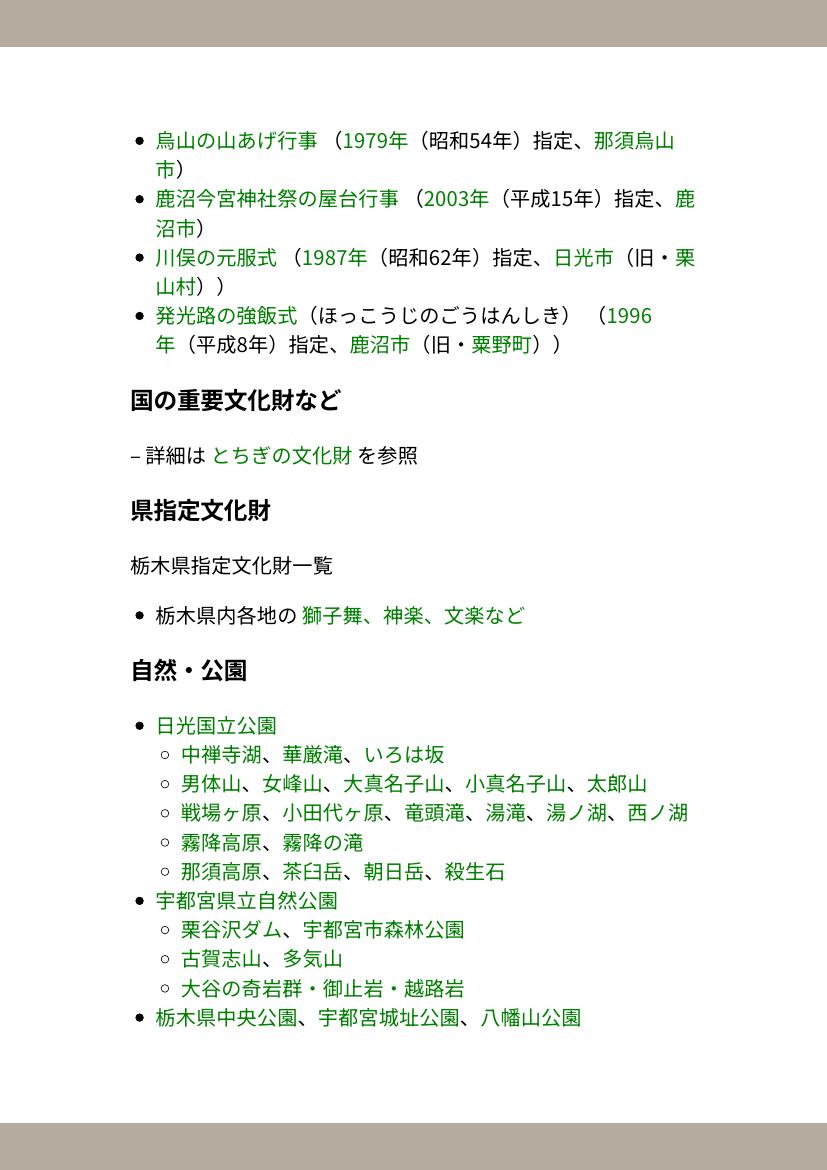 烏山の山あげ行事 （1979年（昭和54年）指定、那須烏山
市）
鹿沼今宮神社祭の屋台行事 （2003年（平成15年）指定、鹿
沼市）
川俣の元服式 （1987年（昭和62年）指定、日光市（旧・栗
山村））
発光路の強飯式（ほっこうじのごうはんしき） （1996
年（平成8年）指定、鹿沼市（旧・粟野町））
国の重要文化財など
– 詳細は とちぎの文化財 を参照
県指定文化財
栃木県指定文化財一覧
栃木県内各地の 獅子舞、神楽、文楽など
自然・公園
日光国立公園
中禅寺湖、華厳滝、いろは坂
男体山、女峰山、大真名子山、小真名子山、太郎山
戦場ヶ原、小田代ヶ原、竜頭滝、湯滝、湯ノ湖、西ノ湖
霧降高原、霧降の滝
那須高原、茶臼岳、朝日岳、殺生石
宇都宮県立自然公園
栗谷沢ダム、宇都宮市森林公園
古賀志山、多気山
大谷の奇岩群・御止岩・越路岩
栃木県中央公園、宇都宮城址公園、八幡山公園